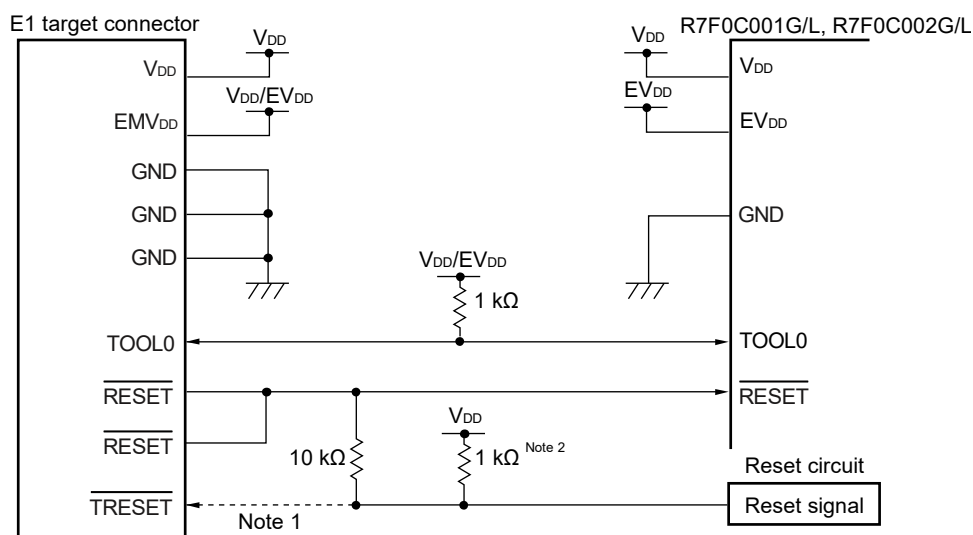 E1 target connector
R7F0C001G/L, R7F0C002G/L
VDD
VDD
VDD
VDD
VDD/EVDD
EVDD
EMVDD
EVDD
GND
GND
GND
GND
VDD/EVDD
1 kΩ
TOOL0
TOOL0
RESET
RESET
VDD
RESET
10 kΩ
1 kΩ Note 2
Reset circuit
TRESET
Note 1
Reset signal